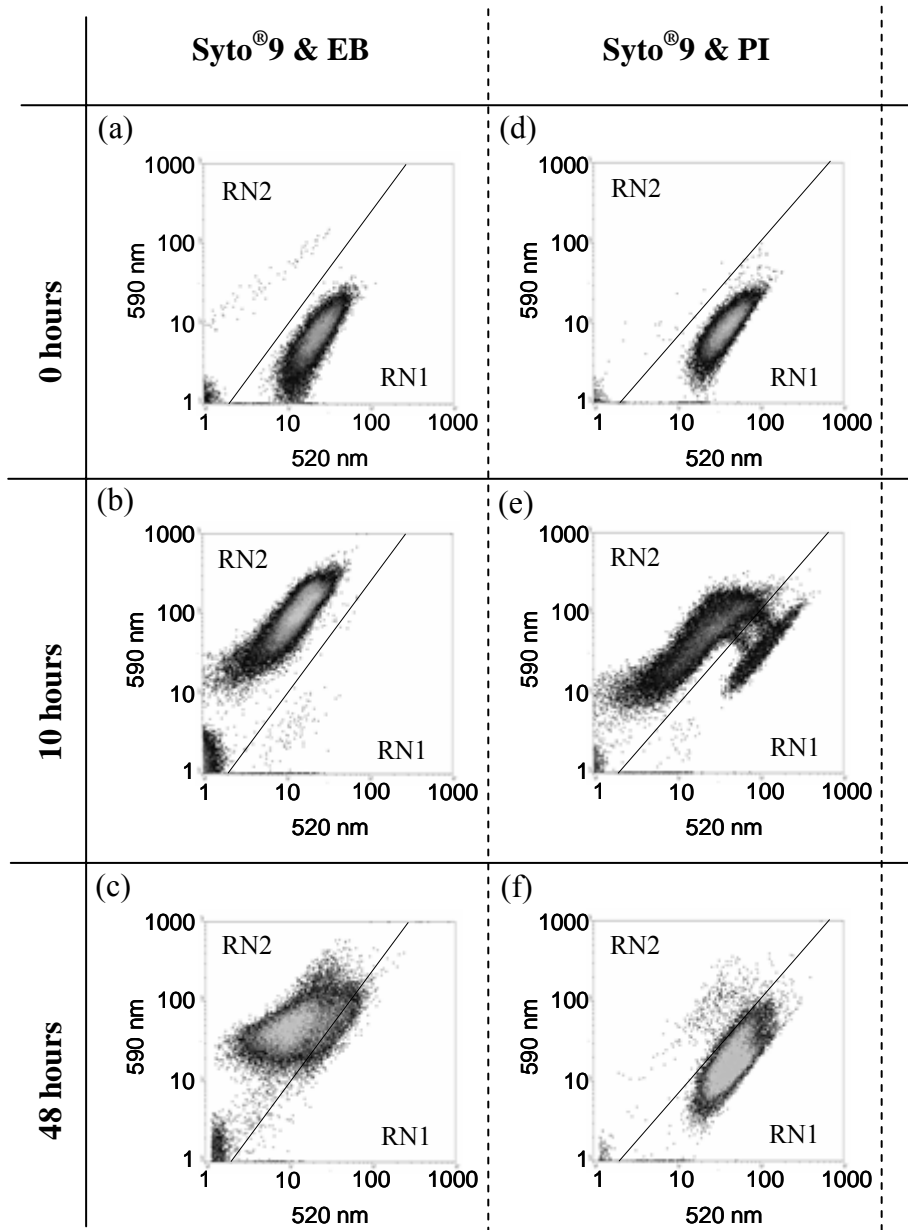 Syto®9 & EB
Syto®9 & PI
0 hours
(a)
1000
100
10
1
590 nm
RN2
RN1
1 10 100 1000
520 nm
(d)
1000
100
10
1
590 nm
RN2
RN1
1 10 100 1000
520 nm
10 hours
(b)
1000
100
10
1
590 nm
RN2
RN1
1 10 100 1000
520 nm
(e)
1000
100
10
1
590 nm
RN2
RN1
1 10 100 1000
520 nm
48 hours
(c)
1000
100
10
1
590 nm
RN2
RN1
1 10 100 1000
520 nm
(f)
1000
100
10
1
590 nm
RN2
RN1
1 10 100 1000
520 nm